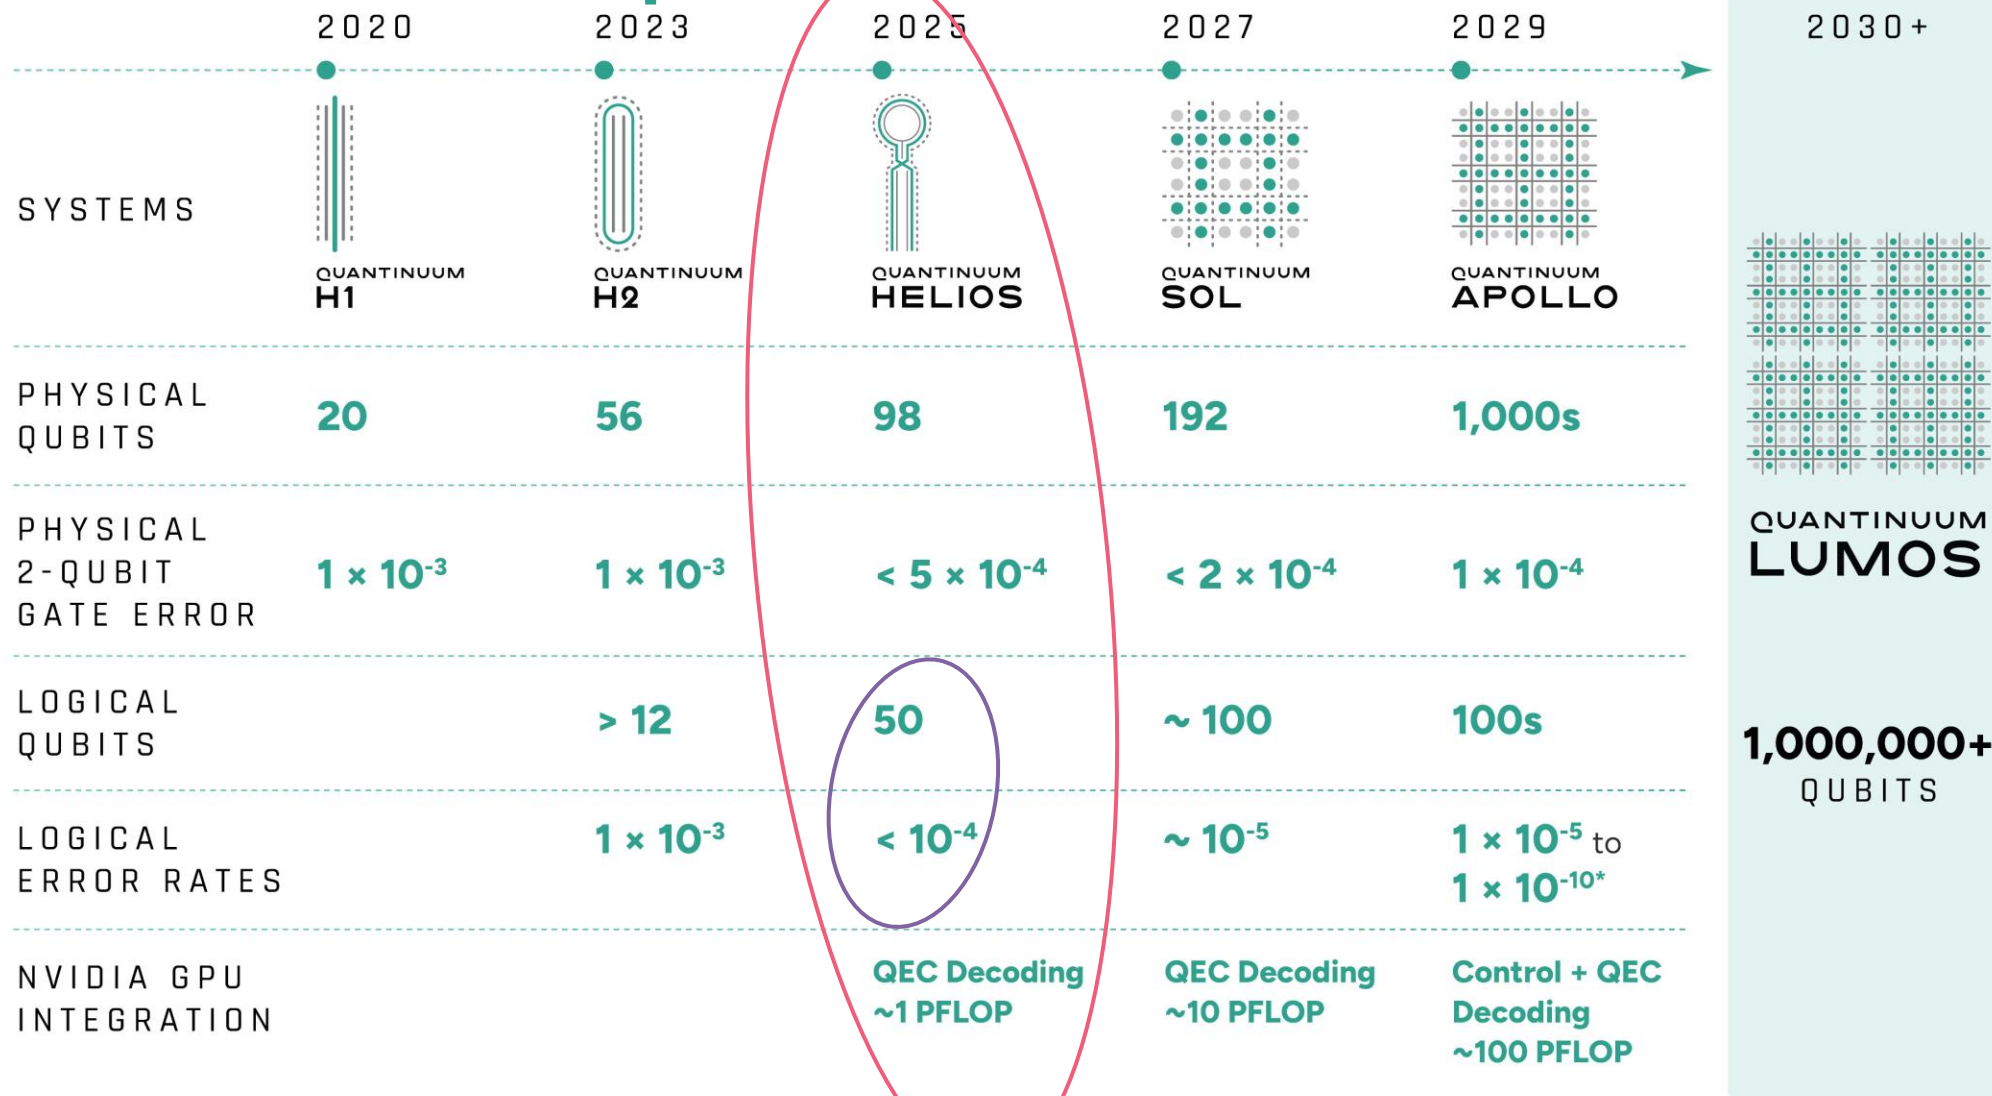 2020 2023 2025 2027 2029 2030+
SYSTEMS
QUANTINUUM QUANTINUUM QUANTINUUM QUANTINUUM QUANTINUUM
H1 H2 HELIOS SOL APOLLO
PHYSICAL
QUBITS
20 56 98 192 1,000s
QUANTINUUM
LUMOS
PHYSICAL
2-QUBIT
GATE ERROR
1 × 10⁻³ 1 × 10⁻³ < 5 × 10⁻⁴ < 2 × 10⁻⁴ 1 × 10⁻⁴
LOGICAL
QUBITS
> 12 50 ~ 100 100s
1,000,000+
QUBITS
LOGICAL
ERROR RATES
1 × 10⁻³ < 10⁻⁴ ~ 10⁻⁵ 1 × 10⁻⁵ to
1 × 10⁻¹⁰*
NVIDIA GPU
INTEGRATION
QEC Decoding QEC Decoding Control + QEC
~1 PFLOP ~10 PFLOP Decoding
~100 PFLOP